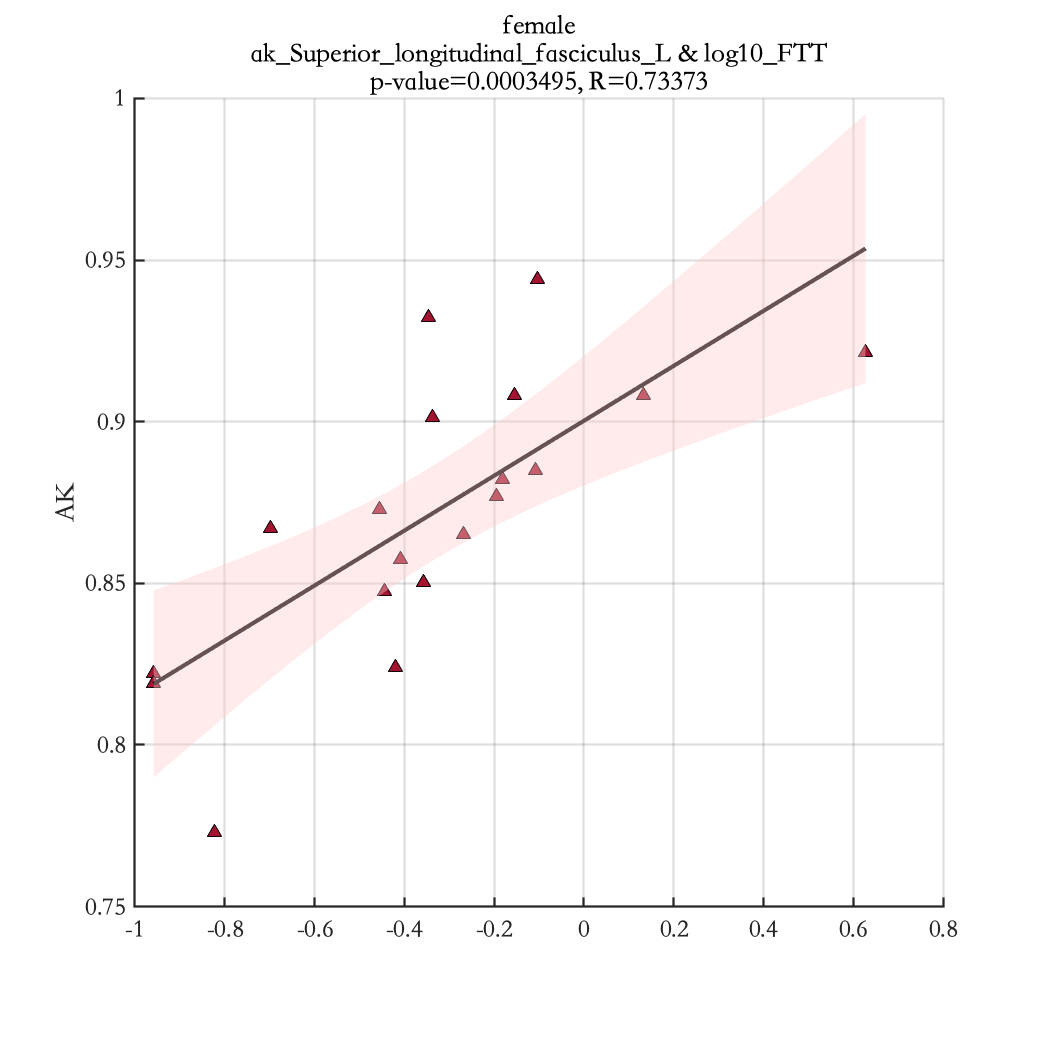 female
ak_Superior_longitudinal_fasciculus_L & log10_FTT
p-value=0.0003495, R=0.73373
1
0.95
0.9
0.85
0.8
0.75
AK
-1 -0.8 -0.6 -0.4 -0.2 0 0.2 0.4 0.6 0.8